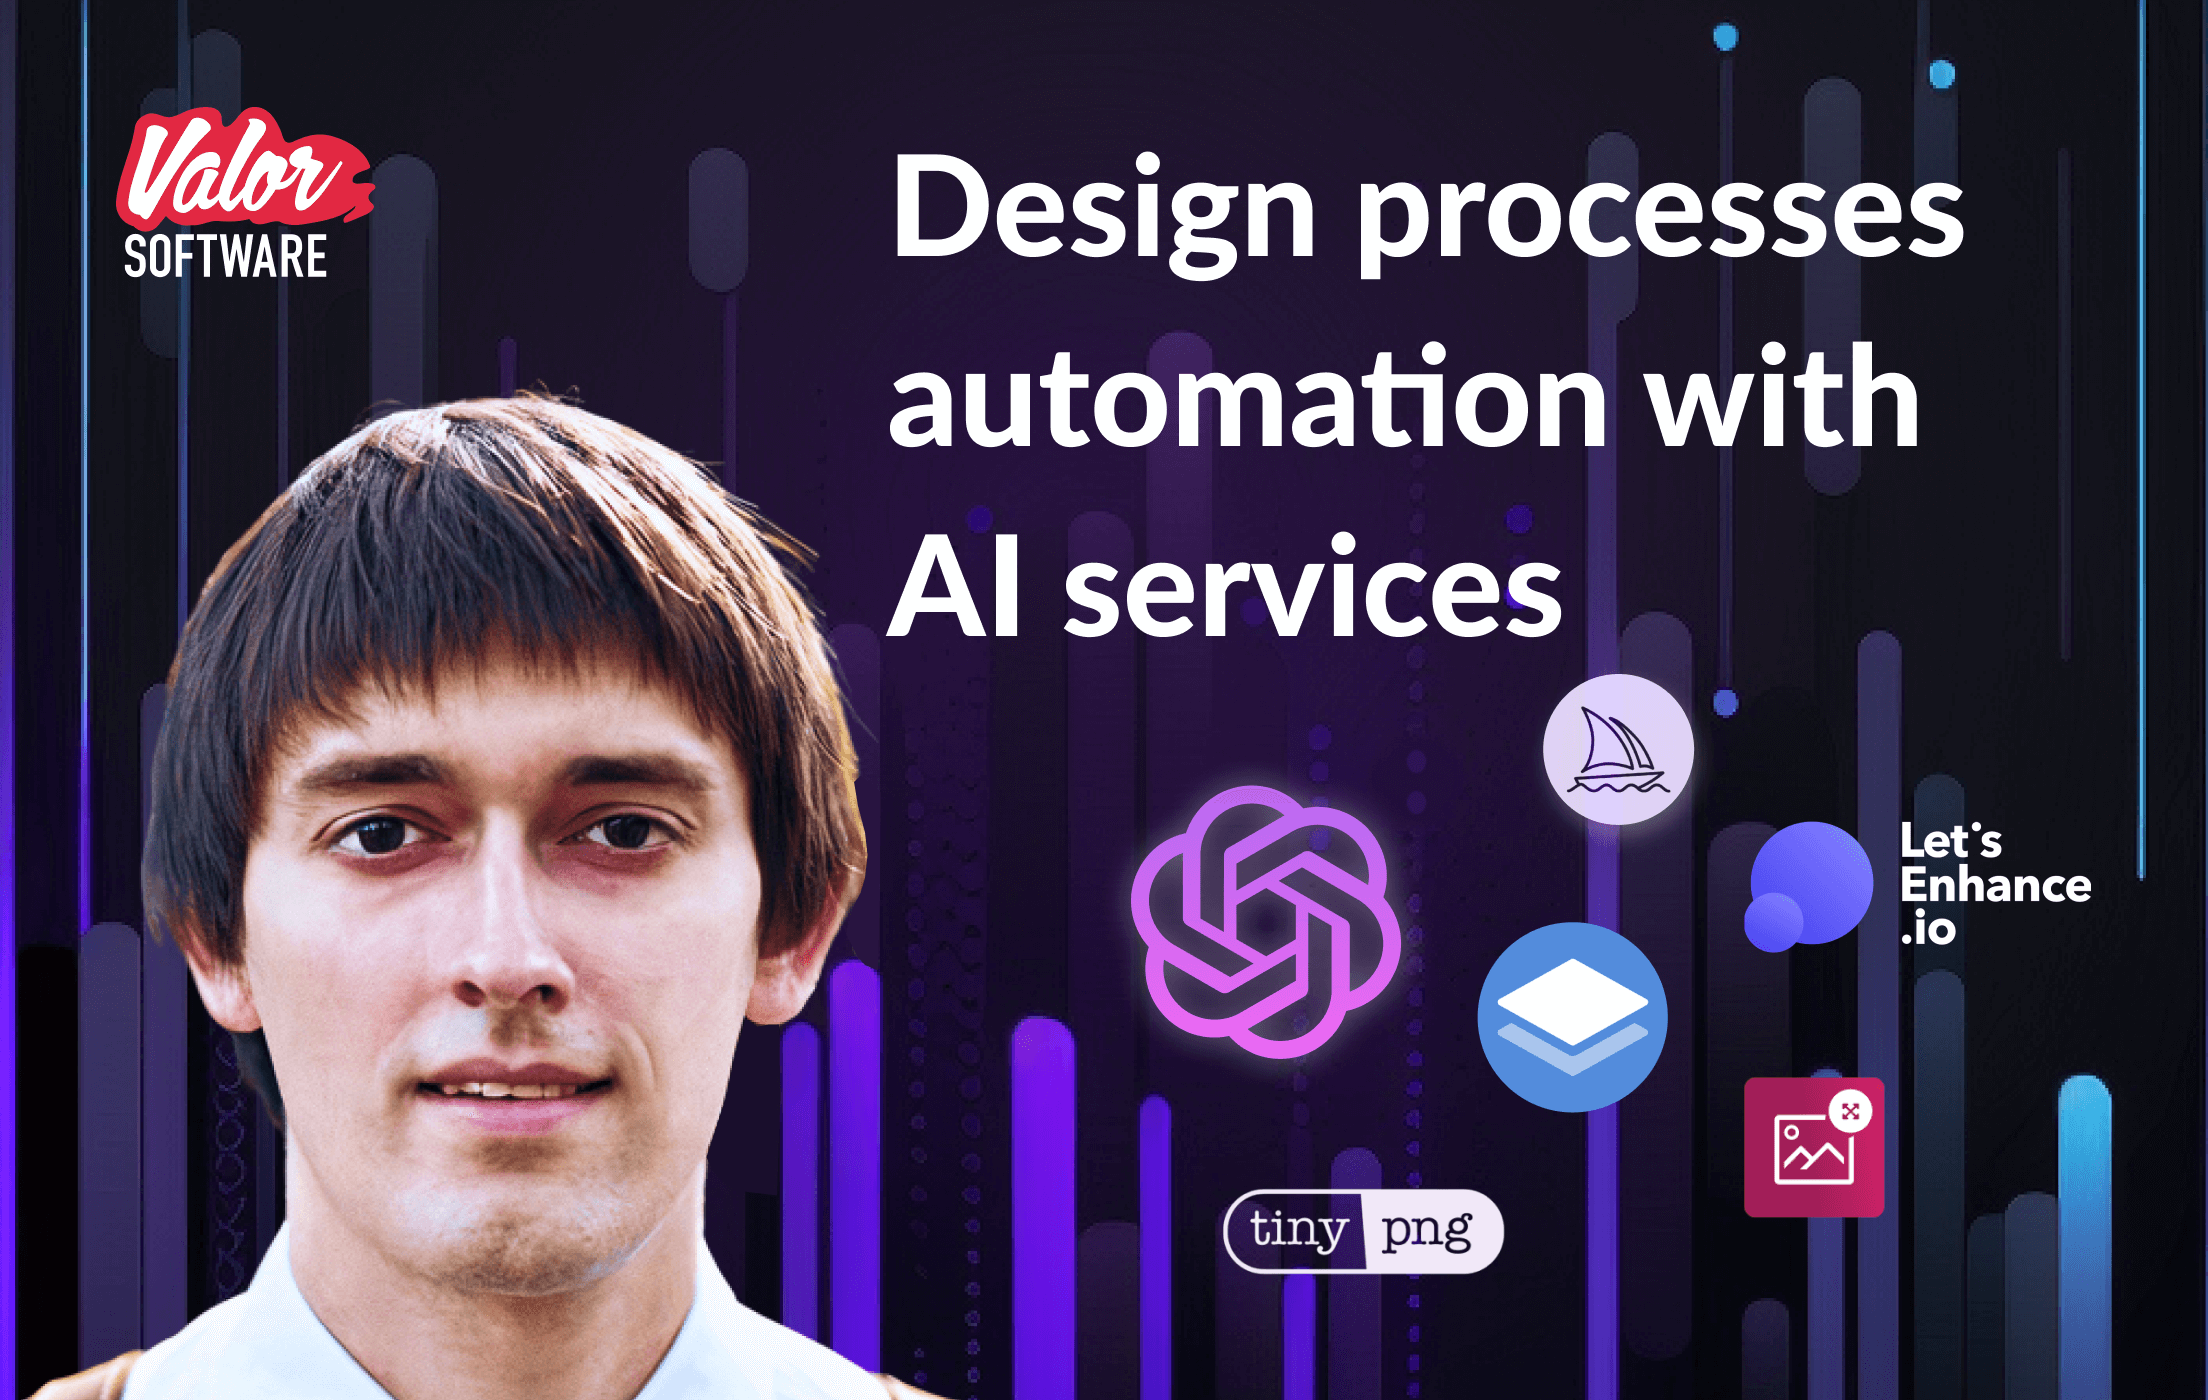 Valor
SOFTWARE
Design processes
automation with
AI services
Let's
Enhance
.io
tiny png